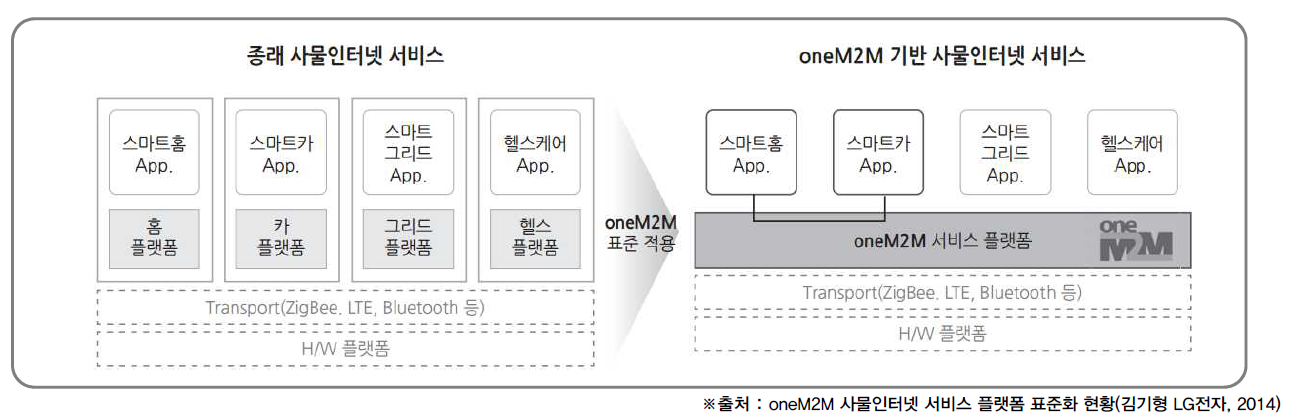 종래 사물인터넷 서비스
스마트홈
App.
스마트카
App.
스마트
그리드
App.
헬스케어
App.
홈
플랫폼
카
플랫폼
그리드
플랫폼
헬스
플랫폼
Transport(ZigBee. LTE, Bluetooth 등)
H/W 플랫폼
oneM2M
표준 적용
oneM2M 기반 사물인터넷 서비스
스마트홈
App.
스마트카
App.
스마트
그리드
App.
헬스케어
App.
oneM2M 서비스 플랫폼
one
M2M
Transport(ZigBee. LTE, Bluetooth 등)
H/W 플랫폼
※출처 : oneM2M 사물인터넷 서비스 플랫폼 표준화 현황(김기형 LG전자, 2014)